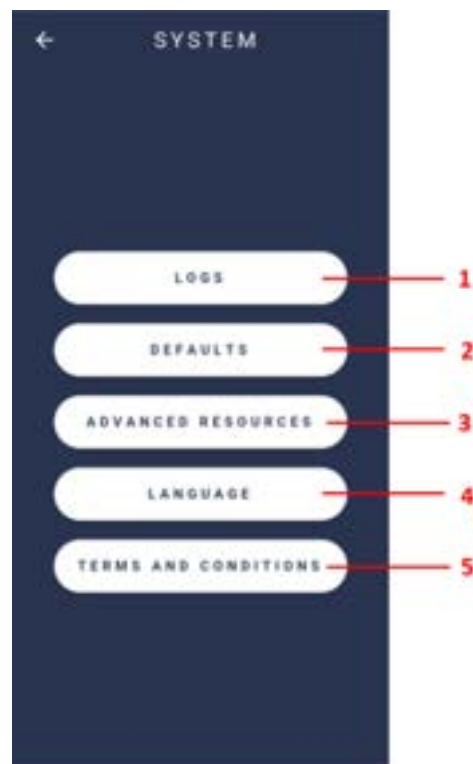 SYSTEM
LOGS 1
DEFAULTS 2
ADVANCED RESOURCES 3
LANGUAGE 4
TERMS AND CONDITIONS 5